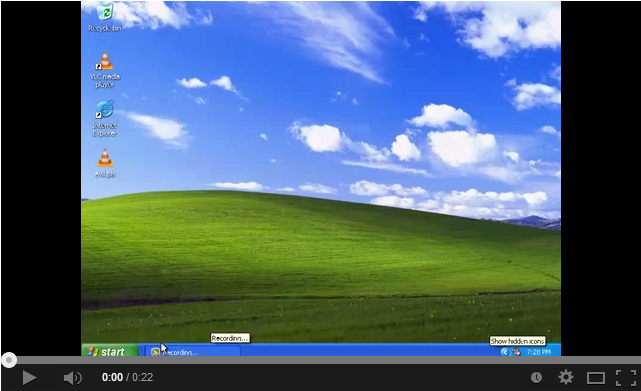 Recycle Bin
VLC media
player
Internet
Explorer
evil.pls
Recording...
Show hidden icons
start
Recording...
7:28 PM
0:00 / 0:22